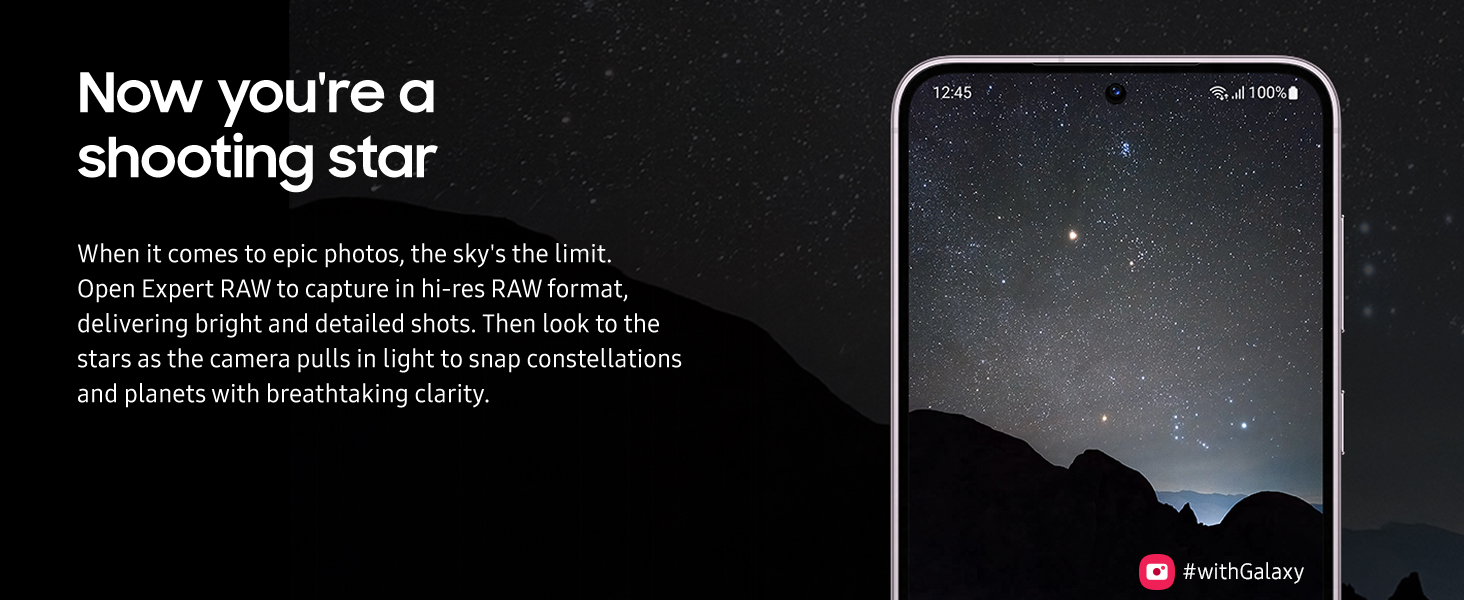 Now you're a
shooting star
When it comes to epic photos, the sky's the limit.
Open Expert RAW to capture in hi-res RAW format,
delivering bright and detailed shots. Then look to the
stars as the camera pulls in light to snap constellations
and planets with breathtaking clarity.
12:45 100%
#withGalaxy